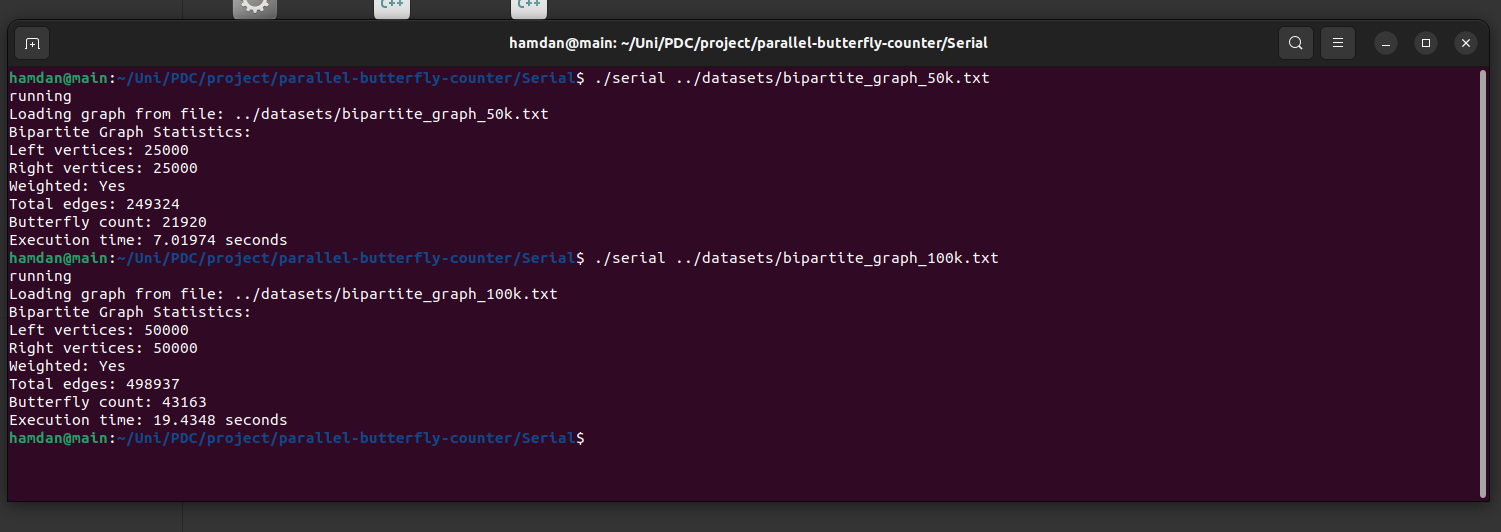 C++ C++
hamdan@main: ~/Uni/PDC/project/parallel-butterfly-counter/Serial
hamdan@main:~/Uni/PDC/project/parallel-butterfly-counter/Serial$ ./serial ../datasets/bipartite_graph_50k.txt
running
Loading graph from file: ../datasets/bipartite_graph_50k.txt
Bipartite Graph Statistics:
Left vertices: 25000
Right vertices: 25000
Weighted: Yes
Total edges: 249324
Butterfly count: 21920
Execution time: 7.01974 seconds
hamdan@main:~/Uni/PDC/project/parallel-butterfly-counter/Serial$ ./serial ../datasets/bipartite_graph_100k.txt
running
Loading graph from file: ../datasets/bipartite_graph_100k.txt
Bipartite Graph Statistics:
Left vertices: 50000
Right vertices: 50000
Weighted: Yes
Total edges: 498937
Butterfly count: 43163
Execution time: 19.4348 seconds
hamdan@main:~/Uni/PDC/project/parallel-butterfly-counter/Serial$